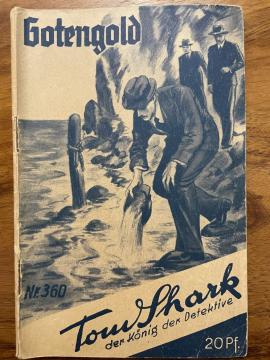 Gotengold
Nr. 360
Tom Shark
der König der Detektive
20 Pf.